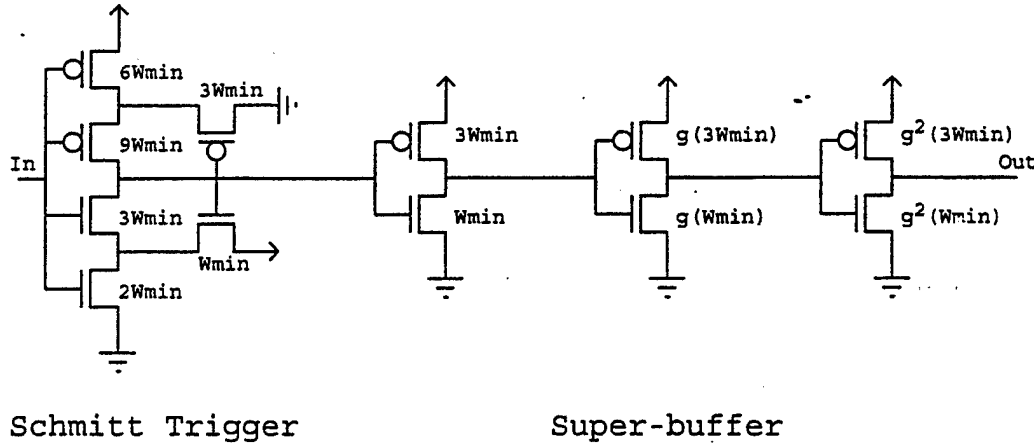 6Wmin
3Wmin
9Wmin
In
3Wmin
Wmin
2Wmin
3Wmin
Wmin
g(3Wmin)
g(Wmin)
g²(3Wmin)
Out
g²(Wmin)
Schmitt Trigger
Super-buffer